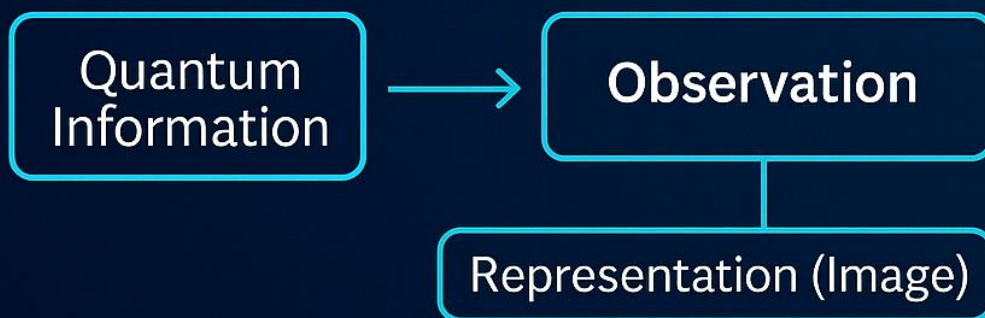 Quantum
Information
Observation
Representation (Image)